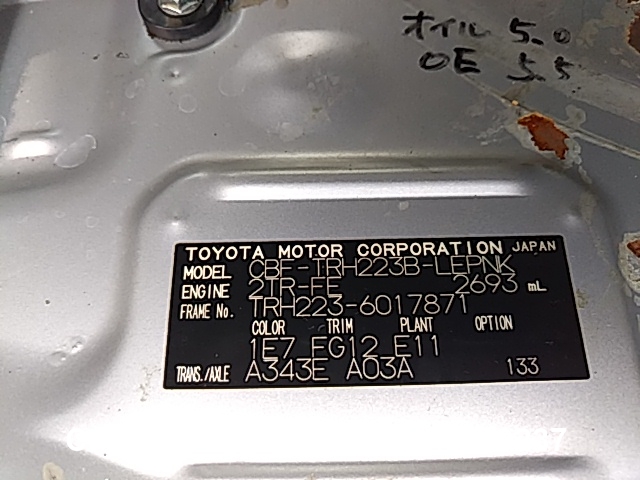 オイル 5.0
OE 5.5
TOYOTA MOTOR CORPORATION JAPAN
MODEL CBF-TRH223B-LEPNK
ENGINE 2TR-FE 2693 mL
FRAME No. TRH223-6017871
COLOR TRIM PLANT OPTION
1E7 FG12 E11
TRANS./AXLE A343E A03A 133